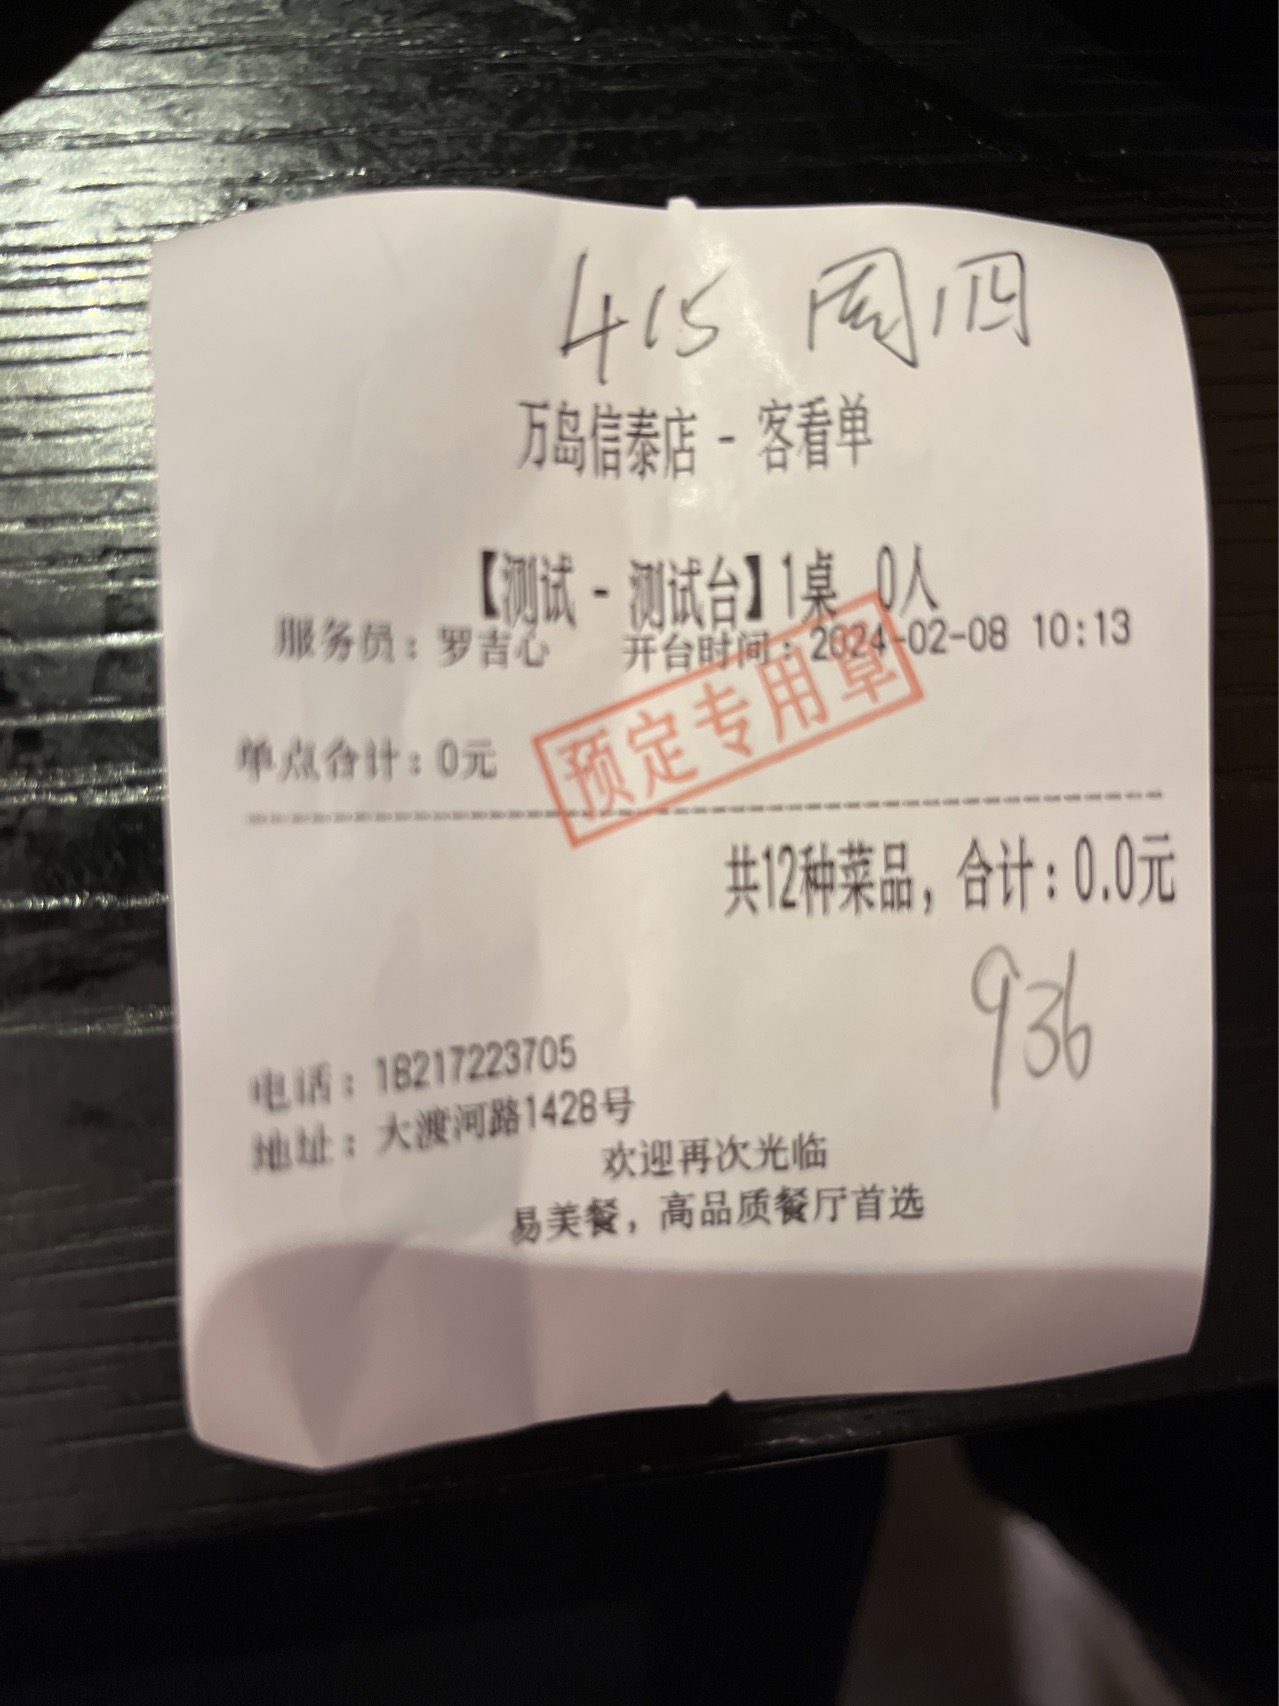 415 周四
万岛信泰店 - 客看单
【测试 - 测试台】1桌 0人
服务员：罗吉心 开台时间：2024-02-08 10:13
预定专用章
单点合计：0元
共12种菜品，合计：0.0元
936
电话：18217223705
地址：大渡河路1428号
欢迎再次光临
易美餐，高品质餐厅首选